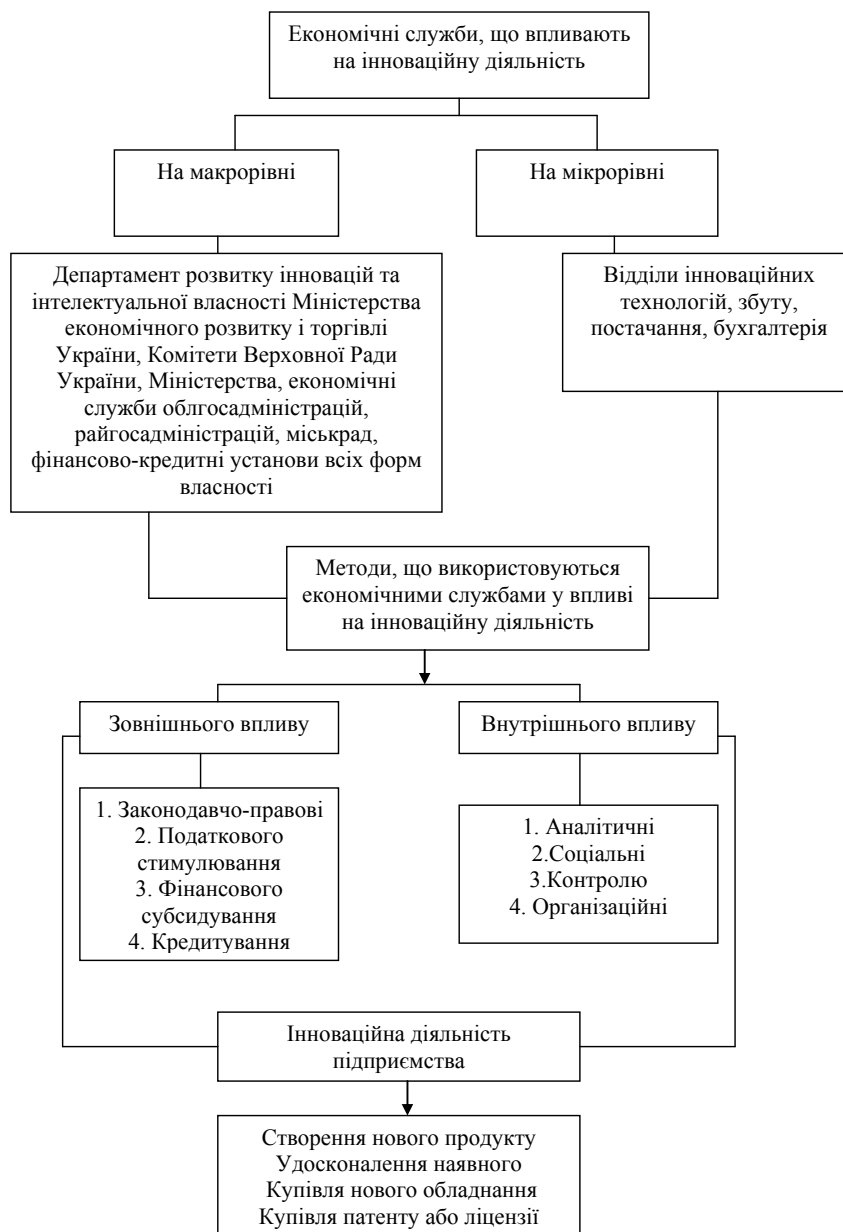 Економічні служби, що впливають
на інноваційну діяльність
На макрорівні
На мікрорівні
Департамент розвитку інновацій та
інтелектуальної власності Міністерства
економічного розвитку і торгівлі
України, Комітети Верховної Ради
України, Міністерства, економічні
служби облгосадміністрацій,
райгосадміністрацій, міськрад,
фінансово-кредитні установи всіх форм
власності
Відділи інноваційних
технологій, збуту,
постачання, бухгалтерія
Методи, що використовуються
економічними службами у впливі
на інноваційну діяльність
Зовнішнього впливу
Внутрішнього впливу
1. Законодавчо-правові
2. Податкового
стимулювання
3. Фінансового
субсидування
4. Кредитування
1. Аналітичні
2.Соціальні
3.Контролю
4. Організаційні
Інноваційна діяльність
підприємства
Створення нового продукту
Удосконалення наявного
Купівля нового обладнання
Купівля патенту або ліцензії